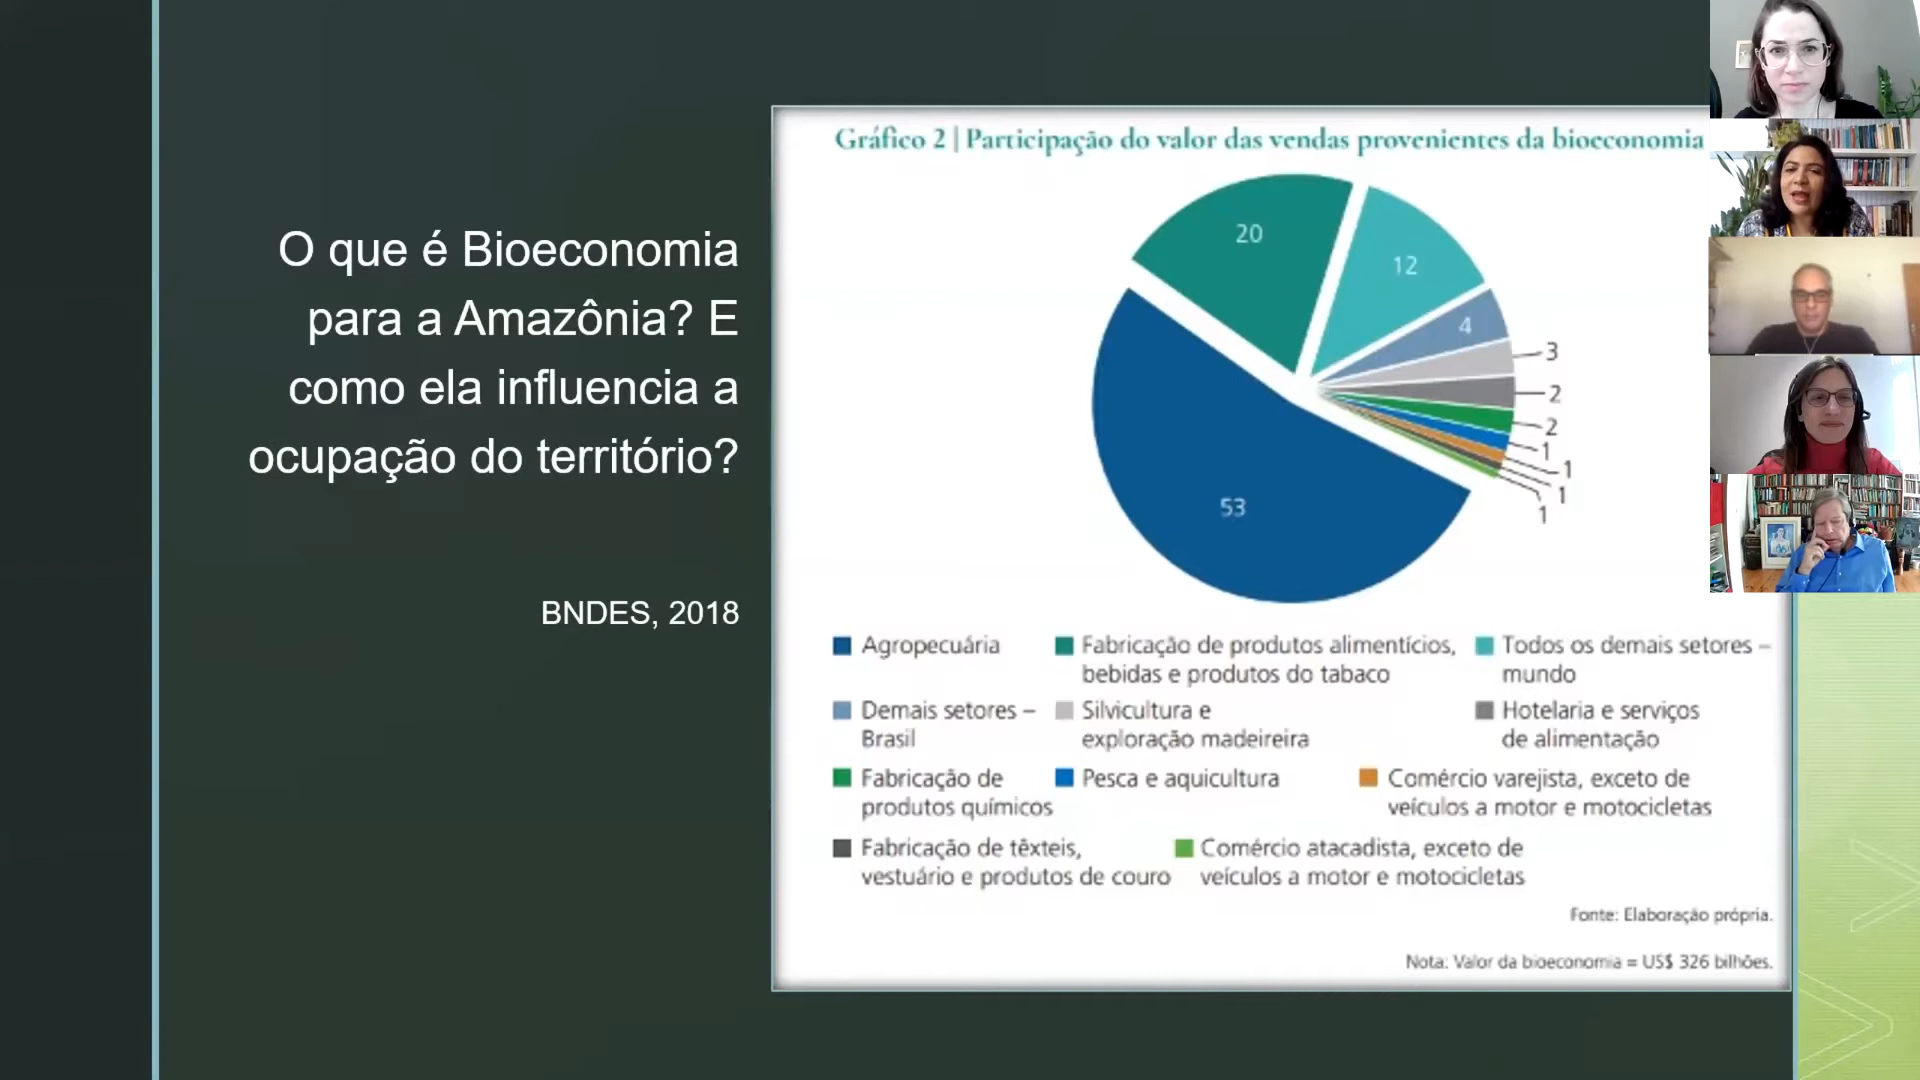 O que é Bioeconomia
para a Amazônia? E
como ela influencia a
ocupação do território?
BNDES, 2018
Gráfico 2 | Participação do valor das vendas provenientes da bioeconomia
20
12
4
3
2
2
1
1
1
1
53
Agropecuária
Fabricação de produtos alimentícios,
bebidas e produtos do tabaco
Todos os demais setores –
mundo
Demais setores –
Brasil
Silvicultura e
exploração madeireira
Hotelaria e serviços
de alimentação
Fabricação de
produtos químicos
Pesca e aquicultura
Comércio varejista, exceto de
veículos a motor e motocicletas
Fabricação de têxteis,
vestuário e produtos de couro
Comércio atacadista, exceto de
veículos a motor e motocicletas
Fonte: Elaboração própria.
Nota: Valor da bioeconomia = US$ 326 bilhões.